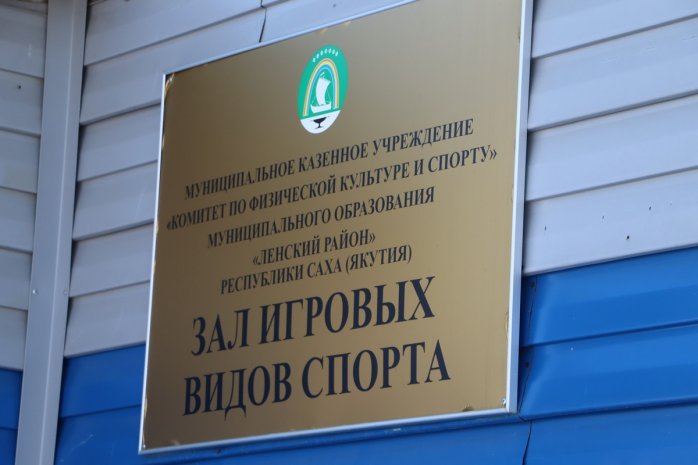 МУНИЦИПАЛЬНОЕ КАЗЕННОЕ УЧРЕЖДЕНИЕ
«КОМИТЕТ ПО ФИЗИЧЕСКОЙ КУЛЬТУРЕ И СПОРТУ»
МУНИЦИПАЛЬНОГО ОБРАЗОВАНИЯ
«ЛЕНСКИЙ РАЙОН»
РЕСПУБЛИКИ САХА (ЯКУТИЯ)
ЗАЛ ИГРОВЫХ
ВИДОВ СПОРТА